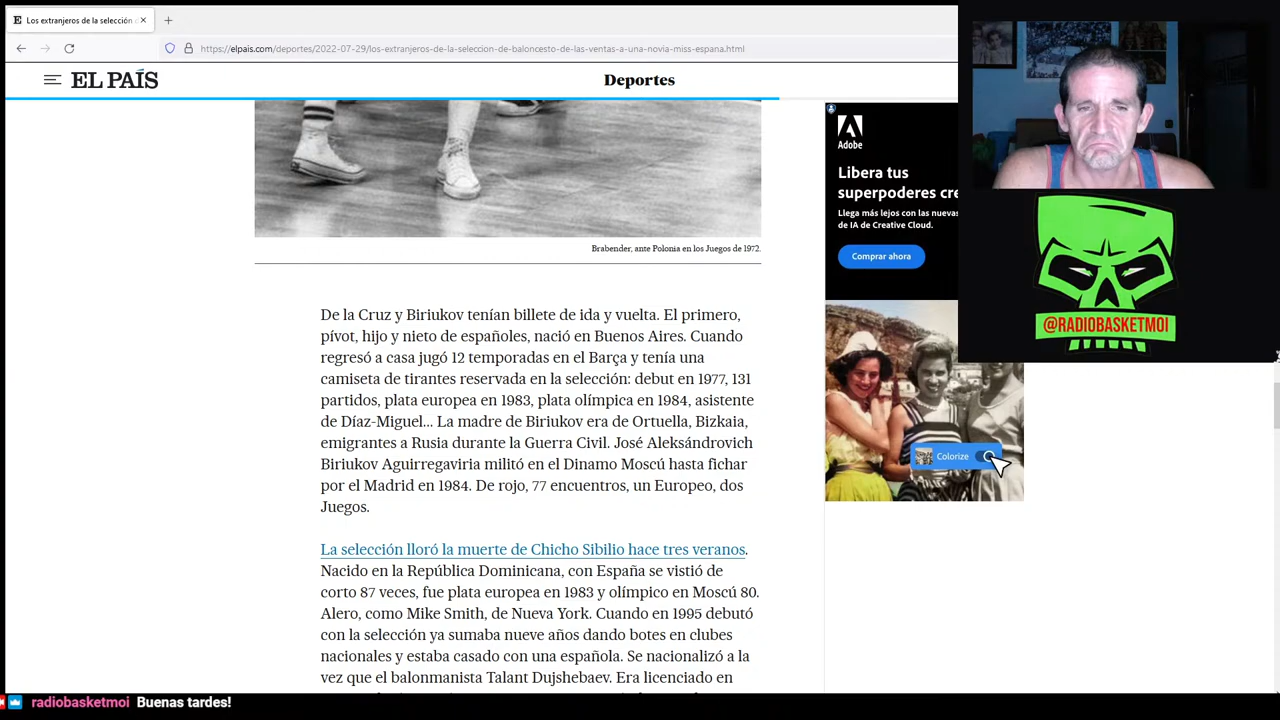 Los extranjeros de la selección d
https://elpais.com/deportes/2022-07-29/los-extranjeros-de-la-seleccion-de-baloncesto-de-las-ventas-a-una-novia-miss-espana.html
EL PAÍS
Deportes
Brabender, ante Polonia en los Juegos de 1972.
De la Cruz y Biriukov tenían billete de ida y vuelta. El primero,
pívot, hijo y nieto de españoles, nació en Buenos Aires. Cuando
regresó a casa jugó 12 temporadas en el Barça y tenía una
camiseta de tirantes reservada en la selección: debut en 1977, 131
partidos, plata europea en 1983, plata olímpica en 1984, asistente
de Díaz-Miguel... La madre de Biriukov era de Ortuella, Bizkaia,
emigrantes a Rusia durante la Guerra Civil. José Aleksándrovich
Biriukov Aguirregaviria militó en el Dinamo Moscú hasta fichar
por el Madrid en 1984. De rojo, 77 encuentros, un Europeo, dos
Juegos.
La selección lloró la muerte de Chicho Sibilio hace tres veranos.
Nacido en la República Dominicana, con España se vistió de
corto 87 veces, fue plata europea en 1983 y olímpico en Moscú 80.
Alero, como Mike Smith, de Nueva York. Cuando en 1995 debutó
con la selección ya sumaba nueve años dando botes en clubes
nacionales y estaba casado con una española. Se nacionalizó a la
vez que el balonmanista Talant Dujshebaev. Era licenciado en
Adobe
Libera tus
superpoderes cre
Llega más lejos con las nuevas
de IA de Creative Cloud.
Comprar ahora
Colorize
@RADIOBASKETMOI
radiobasketmoi Buenas tardes!